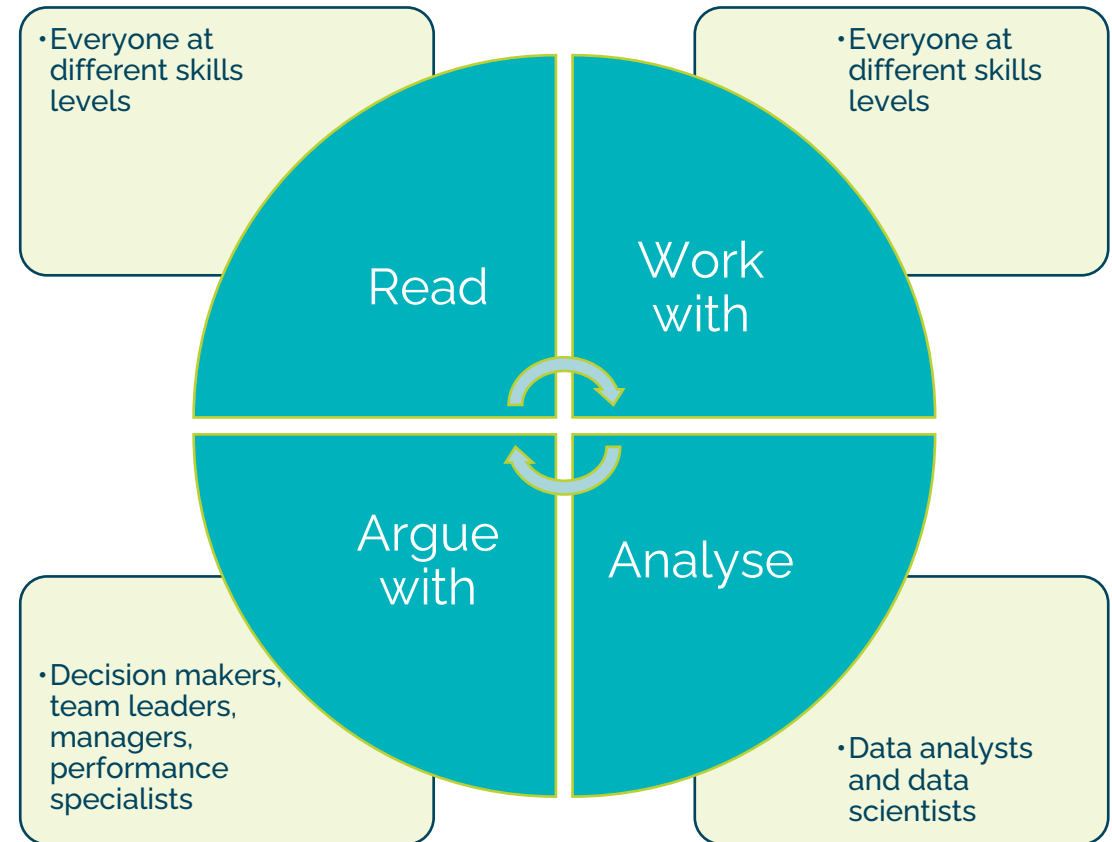 •Everyone at
different skills
levels
•Everyone at
different skills
levels
Read
Work
with
Argue
with
Analyse
•Decision makers,
team leaders,
managers,
performance
specialists
•Data analysts
and data
scientists